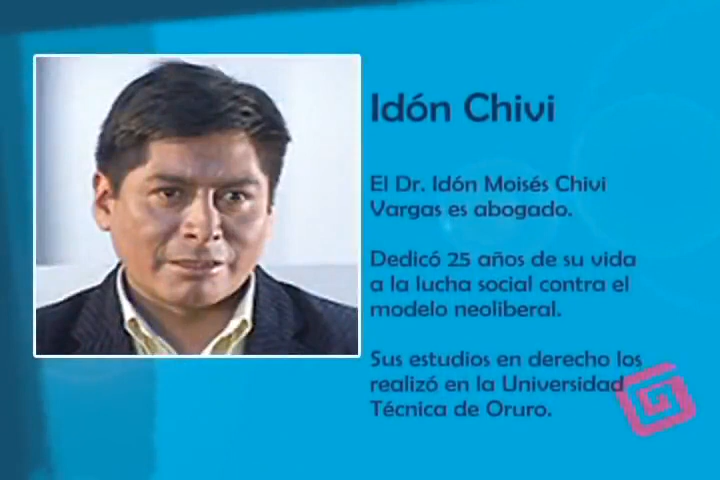 Idón Chivi
El Dr. Idón Moisés Chivi
Vargas es abogado.
Dedicó 25 años de su vida
a la lucha social contra el
modelo neoliberal.
Sus estudios en derecho los
realizó en la Universidad
Técnica de Oruro.